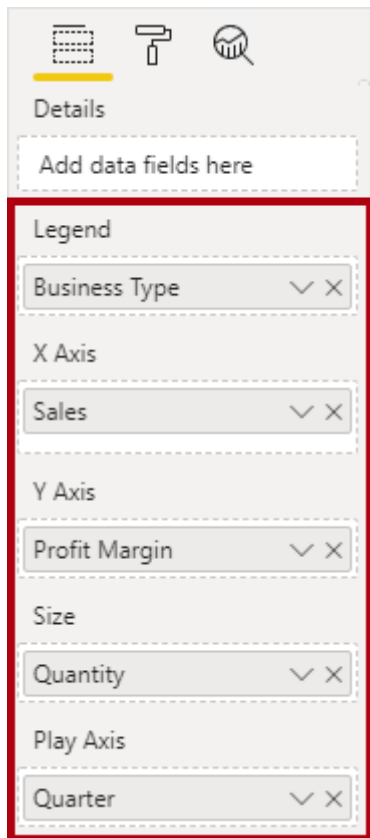 Details
Add data fields here
Legend
Business Type
X Axis
Sales
Y Axis
Profit Margin
Size
Quantity
Play Axis
Quarter